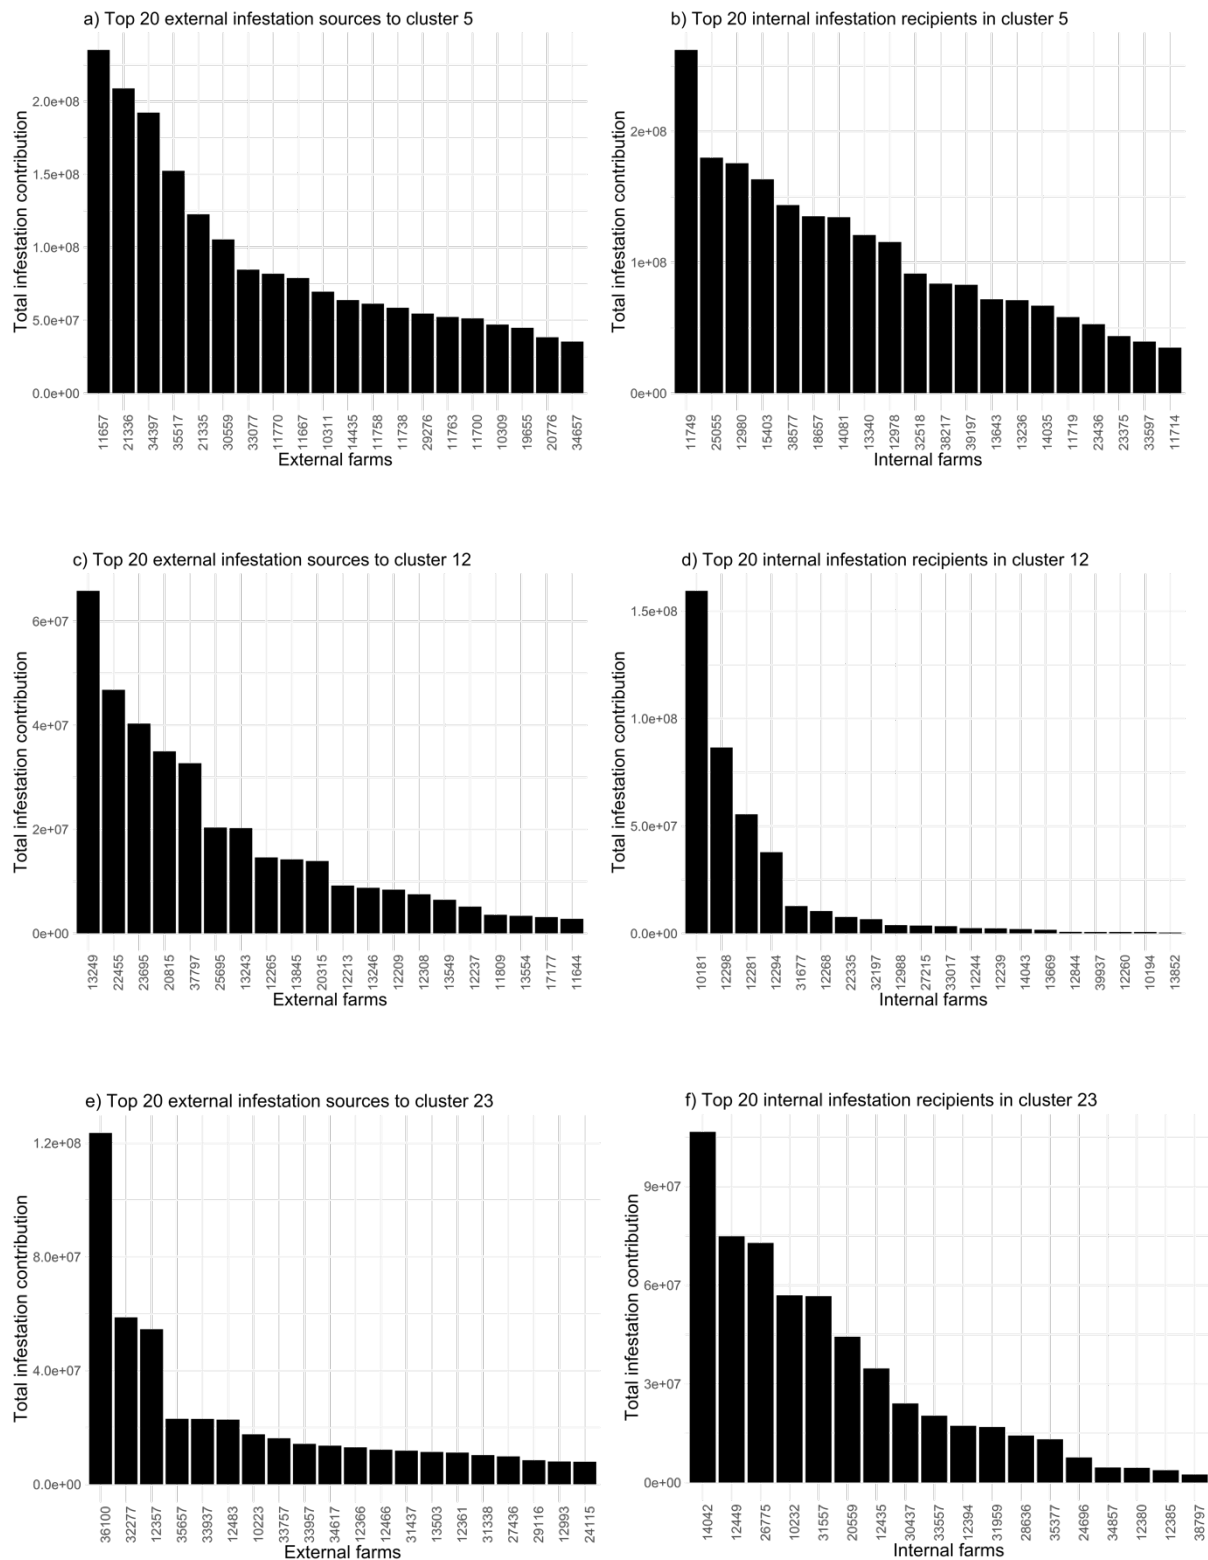 a) Top 20 external infestation sources to cluster 5
Total infestation contribution
2.0e+08
1.5e+08
1.0e+08
5.0e+07
0.0e+00
11657 21336 34397 35517 21335 30559 33077 11770 11667 10311 14435 11758 11738 29276 11763 11700 10309 19655 20776 34657
External farms
b) Top 20 internal infestation recipients in cluster 5
Total infestation contribution
2e+08
1e+08
0e+00
11749 25055 12980 15403 38577 18657 14081 13340 12978 32518 38217 39197 13643 13236 14035 11719 23436 23375 33597 11714
Internal farms
c) Top 20 external infestation sources to cluster 12
Total infestation contribution
6e+07
4e+07
2e+07
0e+00
13249 22455 23695 20815 37797 25695 13243 12265 13845 20315 12213 13246 12209 12308 13549 12237 11809 13554 17177 11644
External farms
d) Top 20 internal infestation recipients in cluster 12
Total infestation contribution
1.5e+08
1.0e+08
5.0e+07
0.0e+00
10181 12298 12281 12294 31677 12268 22335 32197 12988 27215 33017 12244 12239 14043 13669 12844 39937 12260 10194 13852
Internal farms
e) Top 20 external infestation sources to cluster 23
Total infestation contribution
1.2e+08
8.0e+07
4.0e+07
0.0e+00
36100 32277 12357 35657 33937 12483 10223 33757 33957 34617 12366 12466 31437 13503 12361 31338 27436 29116 12993 24115
External farms
f) Top 20 internal infestation recipients in cluster 23
Total infestation contribution
9e+07
6e+07
3e+07
0e+00
14042 12449 26775 10232 31557 20559 12435 30437 33557 12394 31959 28636 35377 24696 34857 12380 12385 38797
Internal farms